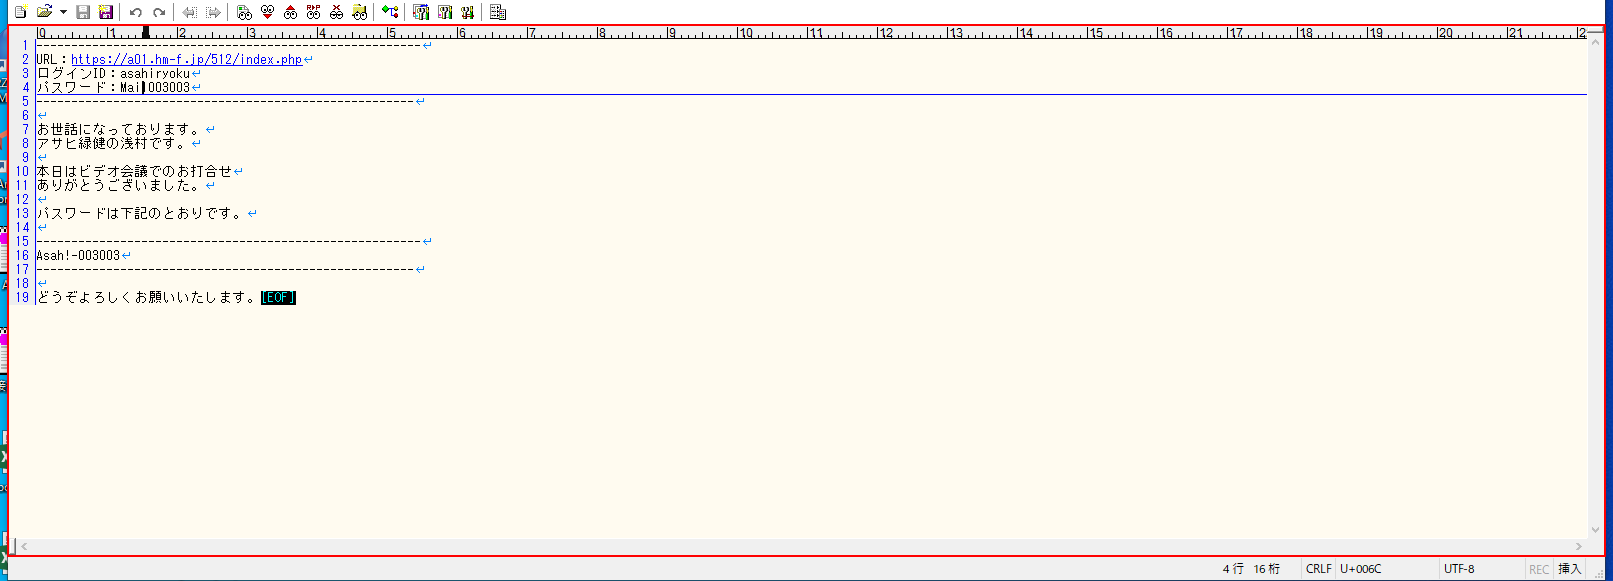 0 1 2 3 4 5 6 7 8 9 10 11 12 13 14 15 16 17 18 19 20 21
1 -------------------------------------------------------↵
2 URL：https://a01.hm-f.jp/512/index.php↵
3 ログインID：asahiryoku↵
4 パスワード：Mail003003↵
5 ------------------------------------------------------↵
6 ↵
7 お世話になっております。↵
8 アサヒ緑健の浅村です。↵
9 ↵
10 本日はビデオ会議でのお打合せ↵
11 ありがとうございました。↵
12 ↵
13 パスワードは下記のとおりです。↵
14 ↵
15 -------------------------------------------------------↵
16 Asah!-003003↵
17 ------------------------------------------------------↵
18 ↵
19 どうぞよろしくお願いいたします。[EOF]
4 行 16 桁 CRLF U+006C UTF-8 REC 挿入